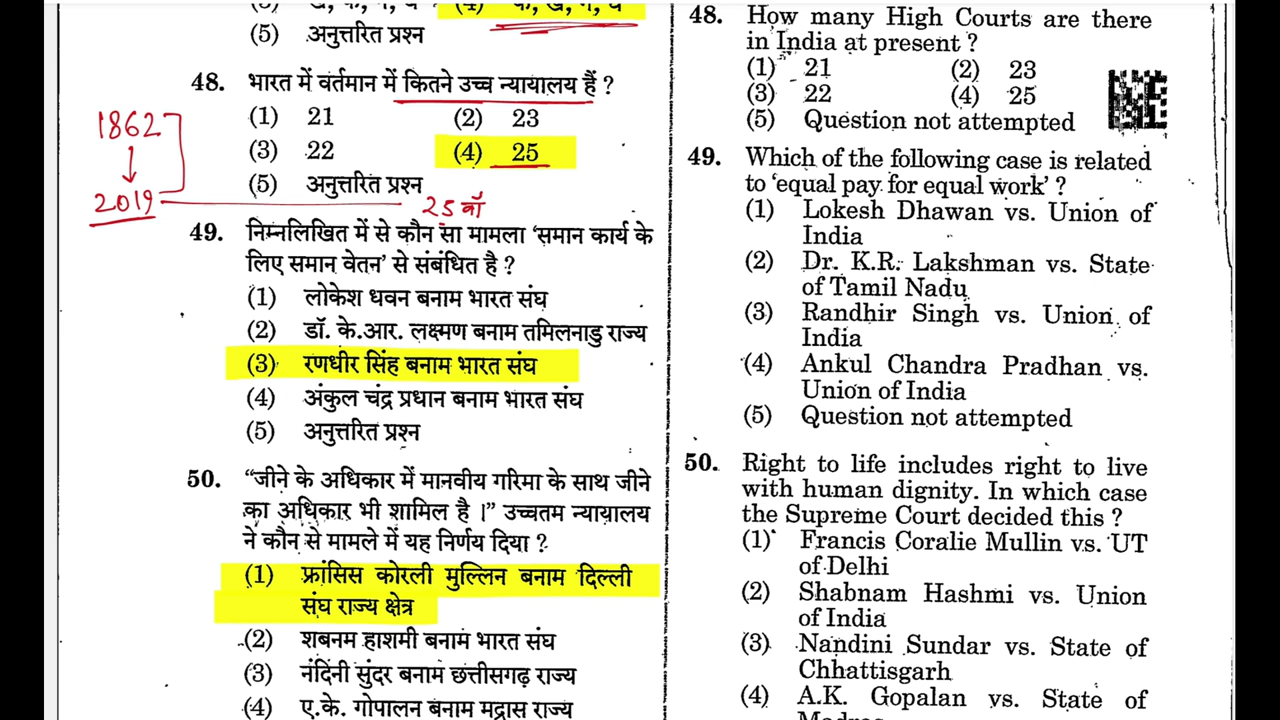 (4) क, ख, ग, घ
(5) अनुत्तरित प्रश्न
48. भारत में वर्तमान में कितने उच्च न्यायालय हैं ?
(1) 21 (2) 23
(3) 22 (4) 25
(5) अनुत्तरित प्रश्न
1862
2019
25 वाँ
49. निम्नलिखित में से कौन सा मामला ‘समान कार्य के
लिए समान वेतन’ से संबंधित है ?
(1) लोकेश धवन बनाम भारत संघ
(2) डॉ. के.आर. लक्ष्मण बनाम तमिलनाडु राज्य
(3) रणधीर सिंह बनाम भारत संघ
(4) अंकुल चंद्र प्रधान बनाम भारत संघ
(5) अनुत्तरित प्रश्न
50. “जीने के अधिकार में मानवीय गरिमा के साथ जीने
का अधिकार भी शामिल है ।” उच्चतम न्यायालय
ने कौन से मामले में यह निर्णय दिया ?
(1) फ्रांसिस कोरली मुल्लिन बनाम दिल्ली
संघ राज्य क्षेत्र
(2) शबनम हाशमी बनाम भारत संघ
(3) नंदिनी सुंदर बनाम छत्तीसगढ़ राज्य
(4) ए.के. गोपालन बनाम मद्रास राज्य
48. How many High Courts are there
in India at present ?
(1) 21 (2) 23
(3) 22 (4) 25
(5) Question not attempted
49. Which of the following case is related
to ‘equal pay for equal work’ ?
(1) Lokesh Dhawan vs. Union of
India
(2) Dr. K.R. Lakshman vs. State
of Tamil Nadu
(3) Randhir Singh vs. Union of
India
(4) Ankul Chandra Pradhan vs.
Union of India
(5) Question not attempted
50. Right to life includes right to live
with human dignity. In which case
the Supreme Court decided this ?
(1) Francis Coralie Mullin vs. UT
of Delhi
(2) Shabnam Hashmi vs. Union
of India
(3) Nandini Sundar vs. State of
Chhattisgarh
(4) A.K. Gopalan vs. State of
Madras